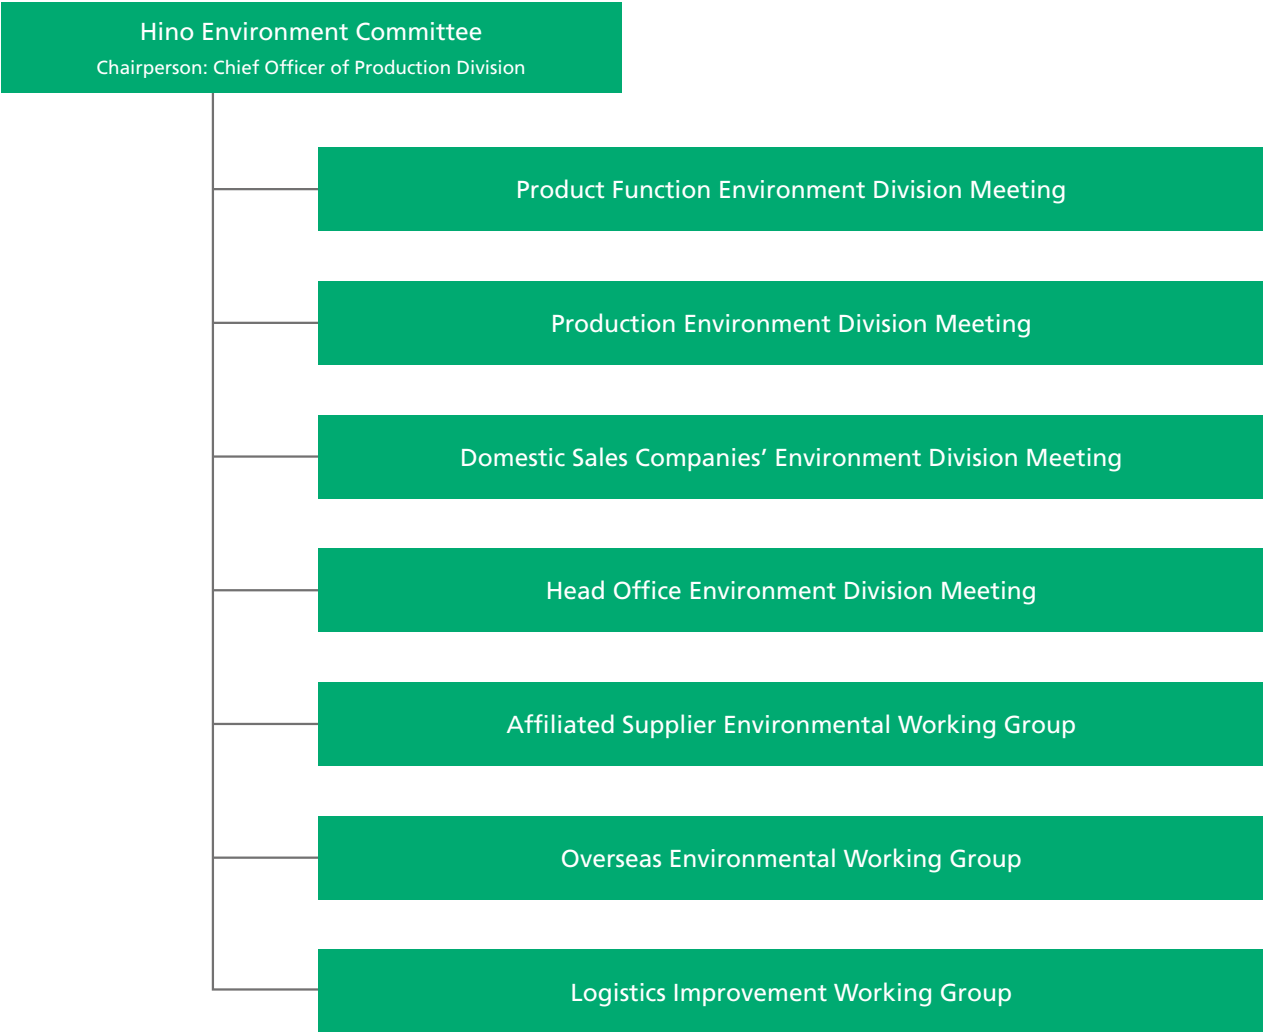 Hino Environment Committee
Chairperson: Chief Officer of Production Division
Product Function Environment Division Meeting
Production Environment Division Meeting
Domestic Sales Companies’ Environment Division Meeting
Head Office Environment Division Meeting
Affiliated Supplier Environmental Working Group
Overseas Environmental Working Group
Logistics Improvement Working Group